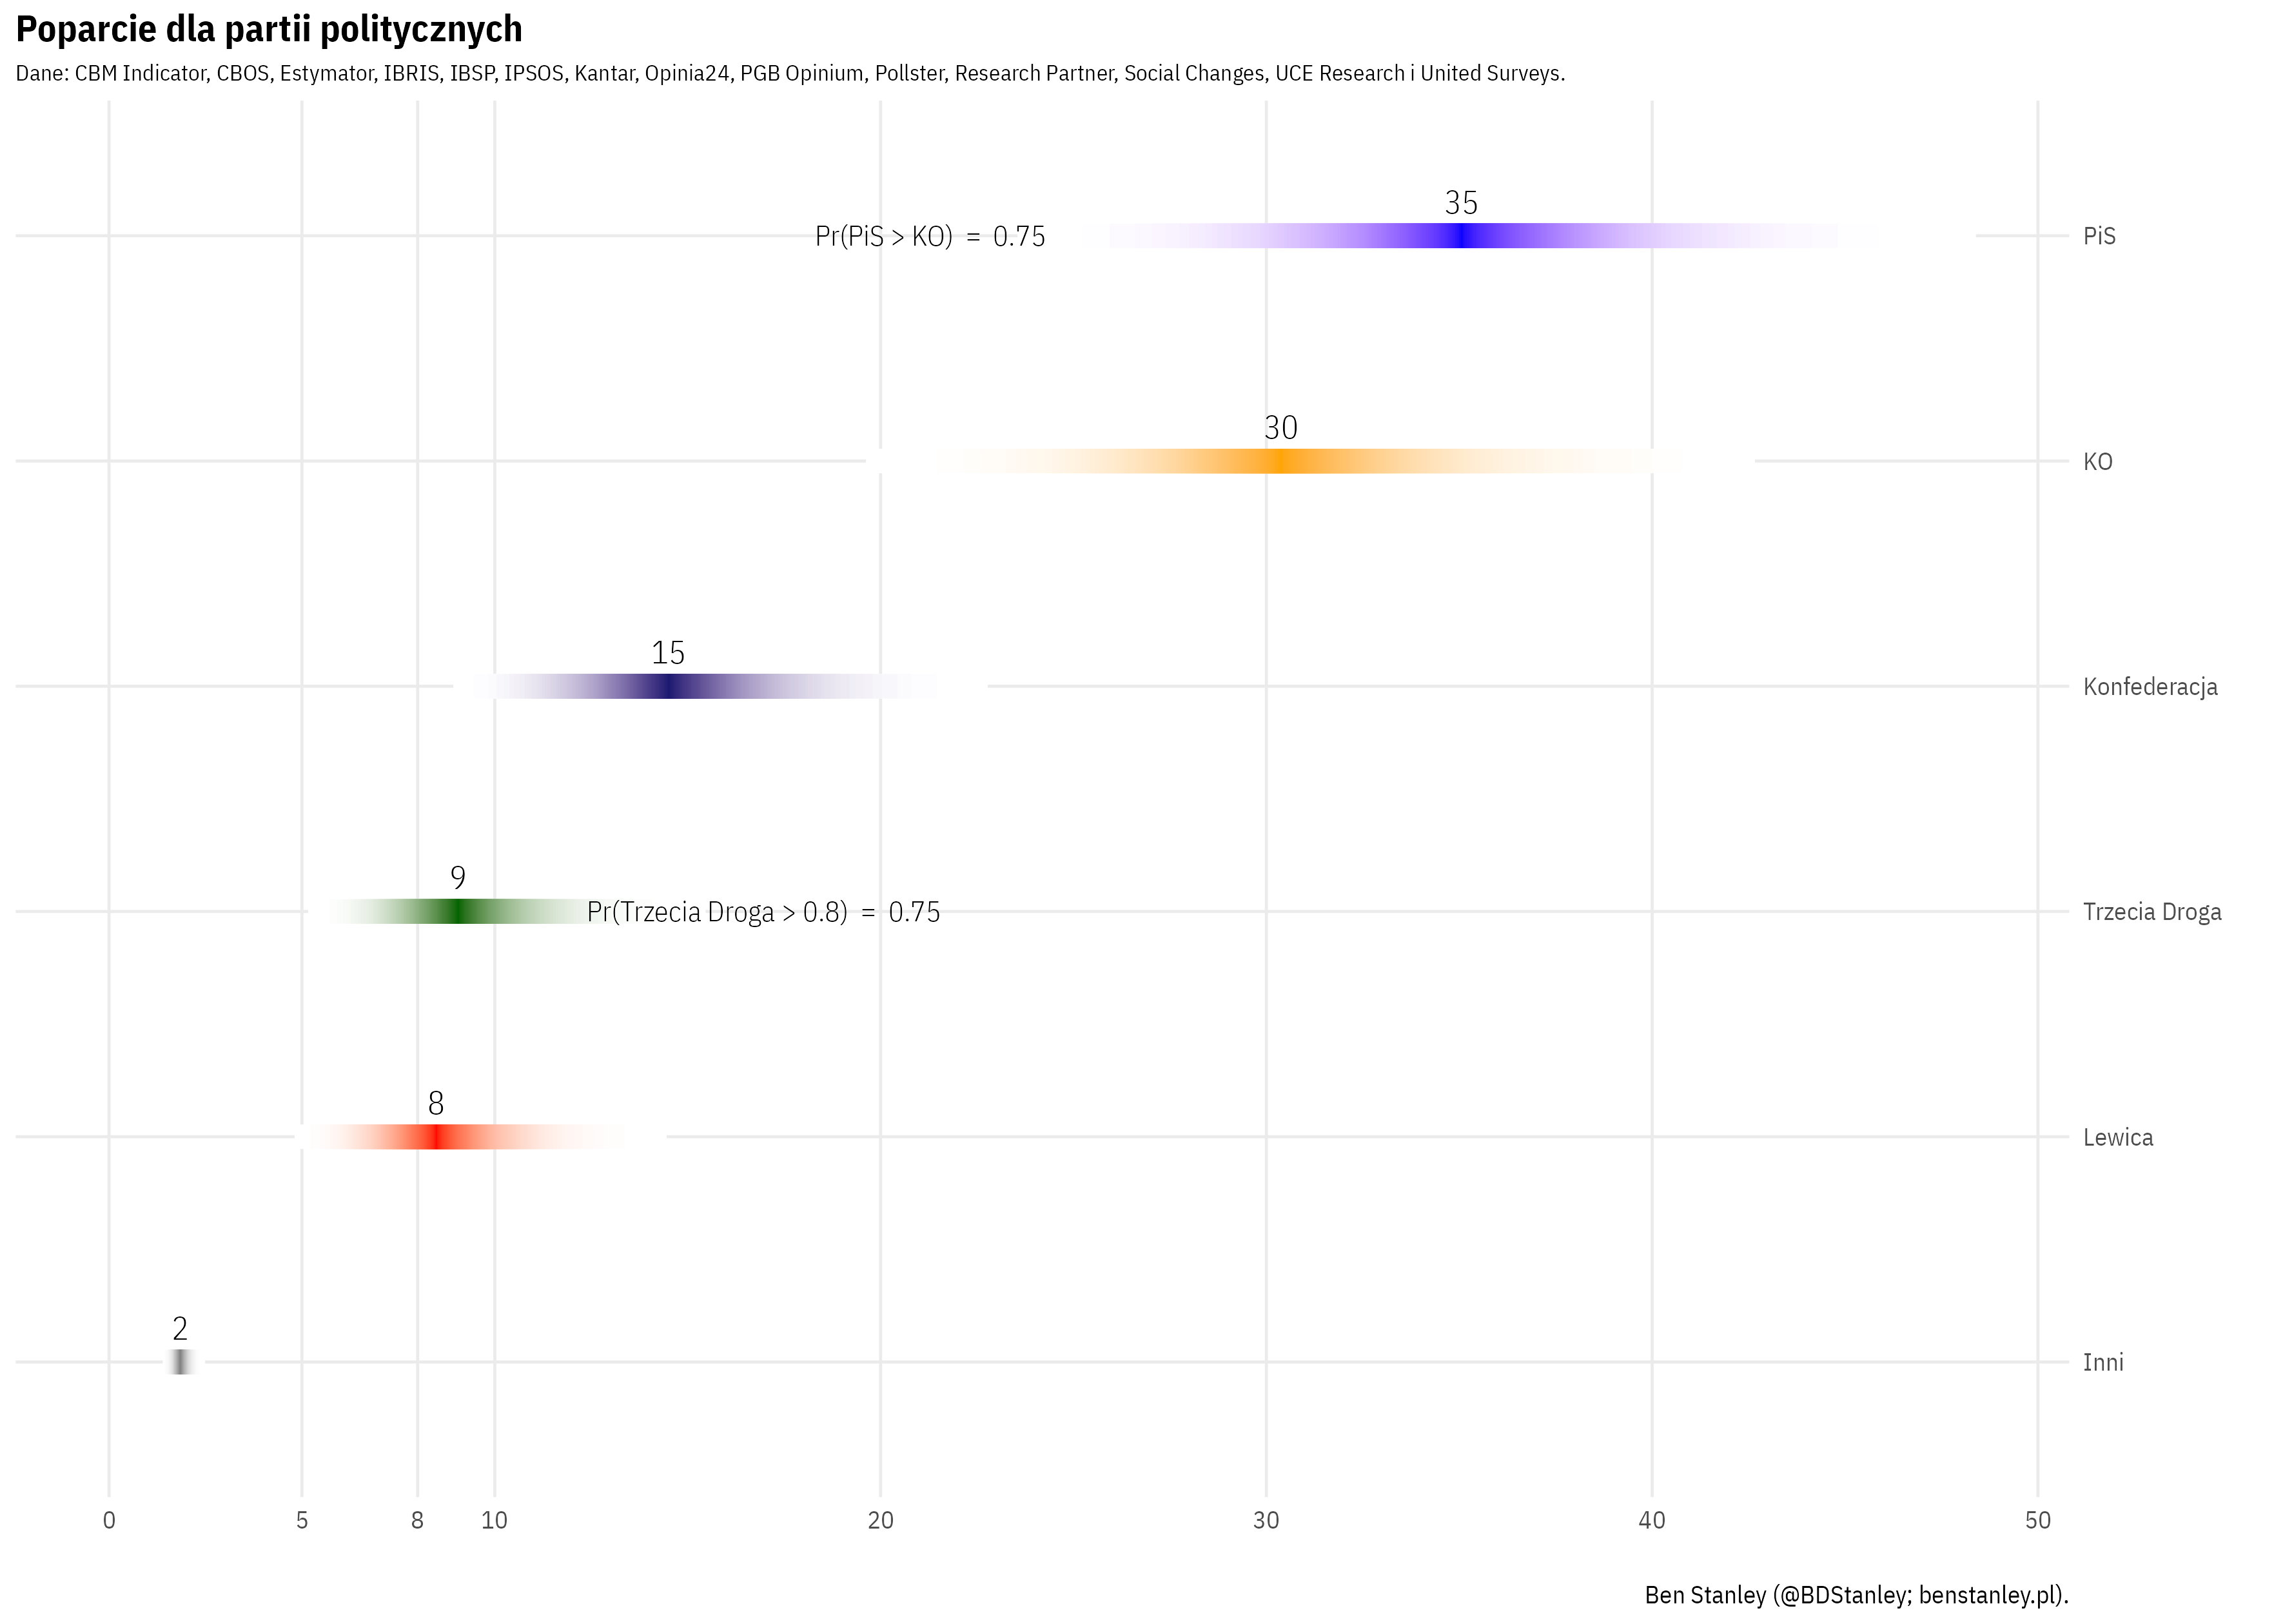 Poparcie dla partii politycznych
Dane: CBM Indicator, CBOS, Estymator, IBRIS, IBSP, IPSOS, Kantar, Opinia24, PGB Opinium, Pollster, Research Partner, Social Changes, UCE Research i United Surveys.
35
Pr(PiS > KO) = 0.75
PiS
30
KO
15
Konfederacja
9
Pr(Trzecia Droga > 0.8) = 0.75
Trzecia Droga
8
Lewica
2
Inni
0 5 8 10 20 30 40 50
Ben Stanley (@BDStanley; benstanley.pl).